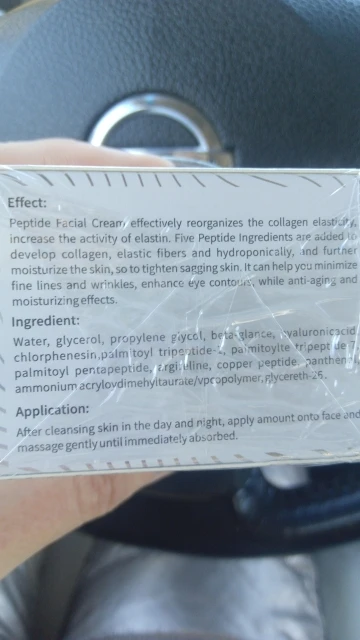 Effect:
Peptide Facial Cream effectively reorganizes the collagen elasticity,
increase the activity of elastin. Five Peptide Ingredients are added to
develop collagen, elastic fibers and hydroponically, and further
moisturize the skin, so to tighten sagging skin. It can help you minimize
fine lines and wrinkles, enhance eye contours, while anti-aging and
moisturizing effects.
Ingredient:
Water, glycerol, propylene glycol, beta-glance, hyaluronicacid
chlorphenesin,palmitoyl tripeptide-1, palmitoylte tripeptide
palmitoyl pentapeptide, argireline, copper peptide, panthenol,
ammonium acrylovdimehyltaurate/vpcopolymer, glycereth-26.
Application:
After cleansing skin in the day and night, apply amount onto face and
massage gently until immediately absorbed.